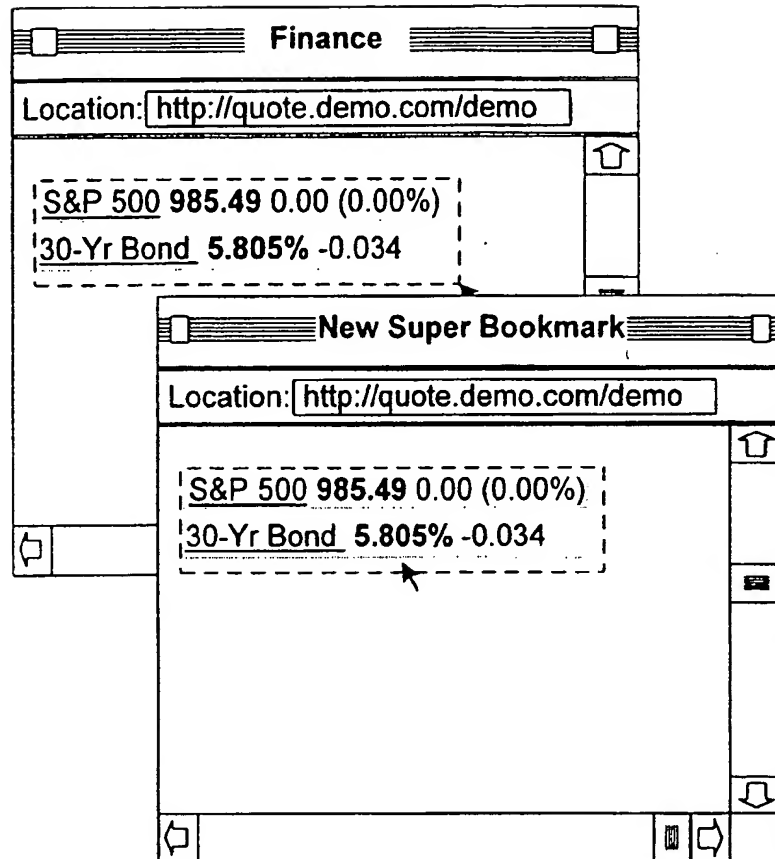 Finance
Location: http://quote.demo.com/demo
S&P 500 985.49 0.00 (0.00%)
30-Yr Bond 5.805% -0.034
New Super Bookmark
Location: http://quote.demo.com/demo
S&P 500 985.49 0.00 (0.00%)
30-Yr Bond 5.805% -0.034